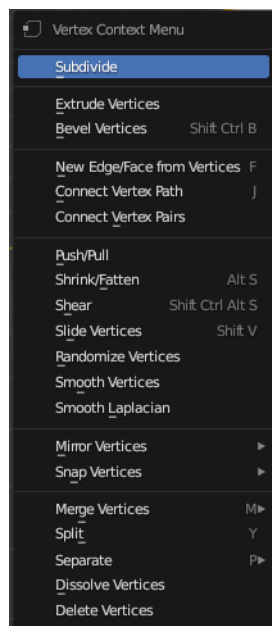 Vertex Context Menu
Subdivide
Extrude Vertices
Bevel Vertices Shift Ctrl B
New Edge/Face from Vertices F
Connect Vertex Path J
Connect Vertex Pairs
Push/Pull
Shrink/Fatten Alt S
Shear Shift Ctrl Alt S
Slide Vertices Shift V
Randomize Vertices
Smooth Vertices
Smooth Laplacian
Mirror Vertices
Snap Vertices
Merge Vertices M
Split Y
Separate P
Dissolve Vertices
Delete Vertices